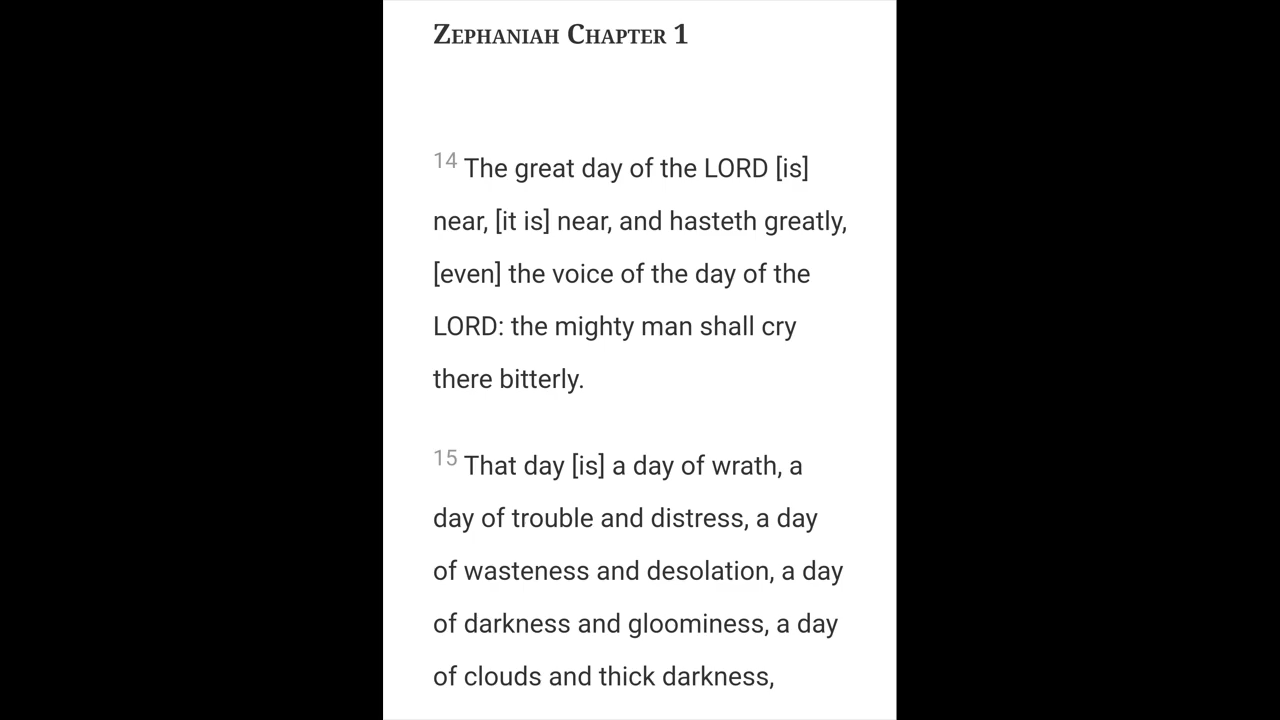 Zephaniah Chapter 1
14 The great day of the LORD [is]
near, [it is] near, and hasteth greatly,
[even] the voice of the day of the
LORD: the mighty man shall cry
there bitterly.
15 That day [is] a day of wrath, a
day of trouble and distress, a day
of wasteness and desolation, a day
of darkness and gloominess, a day
of clouds and thick darkness,